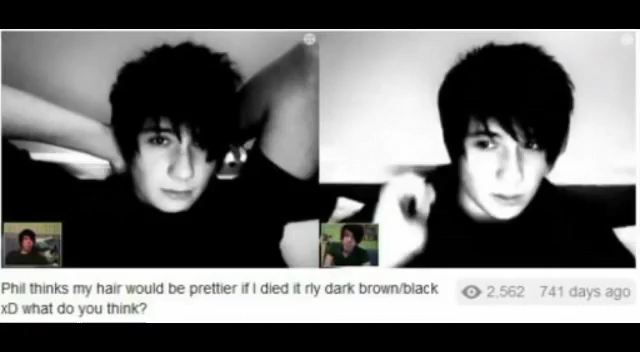 Phil thinks my hair would be prettier if I died it rly dark brown/black
xD what do you think?
2,562 741 days ago